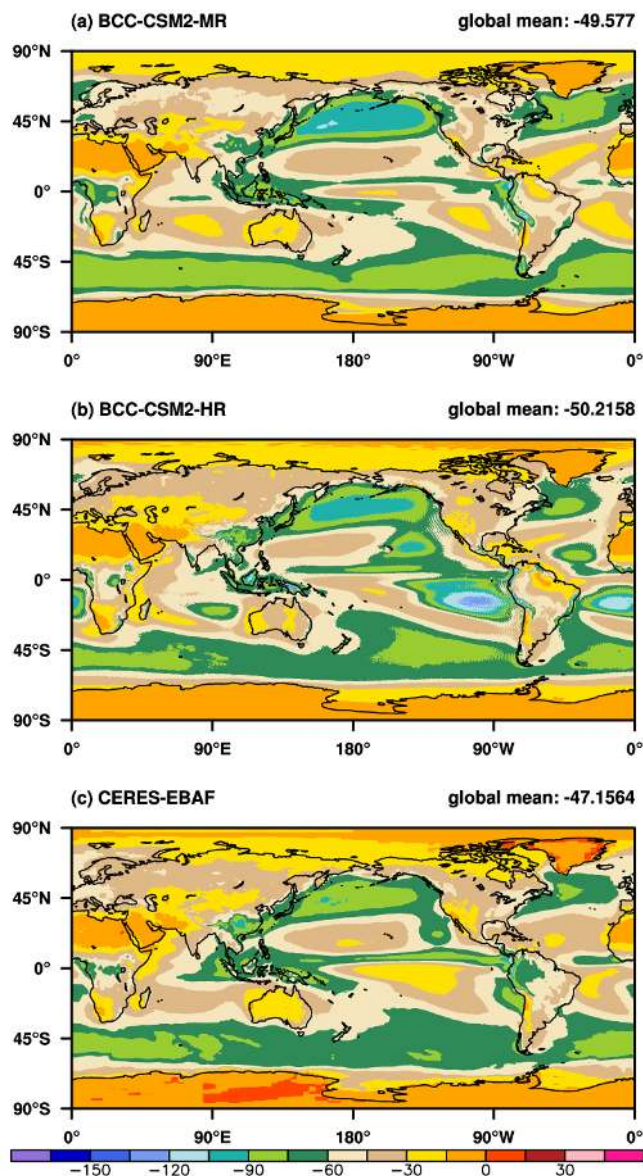 (a) BCC-CSM2-MR global mean: -49.577
90°N
45°N
0°
45°S
90°S
0° 90°E 180° 90°W 0°
(b) BCC-CSM2-HR global mean: -50.2158
90°N
45°N
0°
45°S
90°S
0° 90°E 180° 90°W 0°
(c) CERES-EBAF global mean: -47.1564
90°N
45°N
0°
45°S
90°S
0° 90°E 180° 90°W 0°
−150 −120 −90 −60 −30 0 30